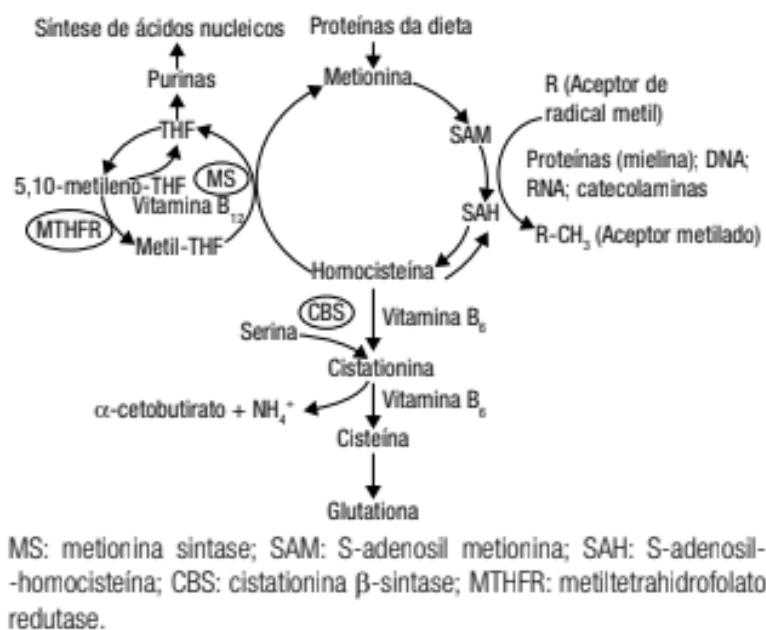 Síntese de ácidos nucleicos
Proteínas da dieta
Purinas
Metionina
R (Aceptor de
radical metil)
THF
SAM
Proteínas (mielina); DNA;
RNA; catecolaminas
5,10-metileno-THF
MS
Vitamina B₁₂
MTHFR
SAH
Metil-THF
R-CH₃ (Aceptor metilado)
Homocisteína
CBS
Vitamina B₆
Serina
Cistationina
α-cetobutirato + NH₄⁺
Vitamina B₆
Cisteína
Glutationa
MS: metionina sintase; SAM: S-adenosil metionina; SAH: S-adenosil-
-homocisteína; CBS: cistationina β-sintase; MTHFR: metiltetrahidrofolato
redutase.